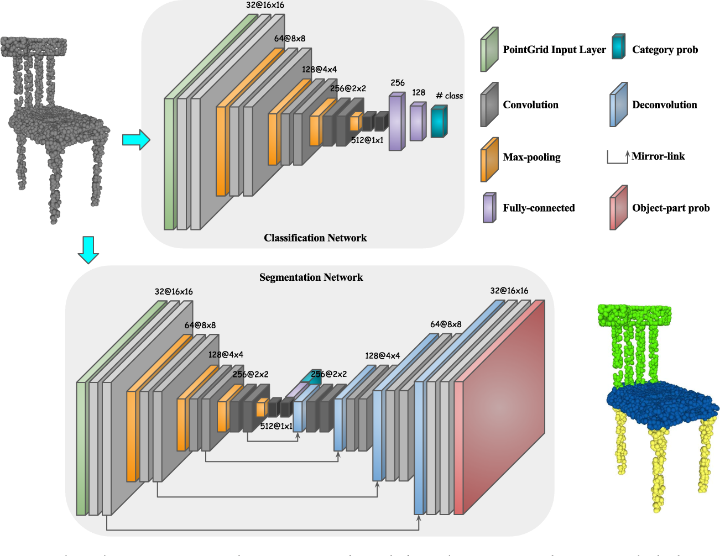 32@16x16
64@8x8
128@4x4
256@2x2
512@1x1
256
128
# class
Classification Network
PointGrid Input Layer
Category prob
Convolution
Deconvolution
Max-pooling
Mirror-link
Fully-connected
Object-part prob
Segmentation Network
32@16x16
64@8x8
128@4x4
256@2x2
512@1x1
256@2x2
128@4x4
64@8x8
32@16x16